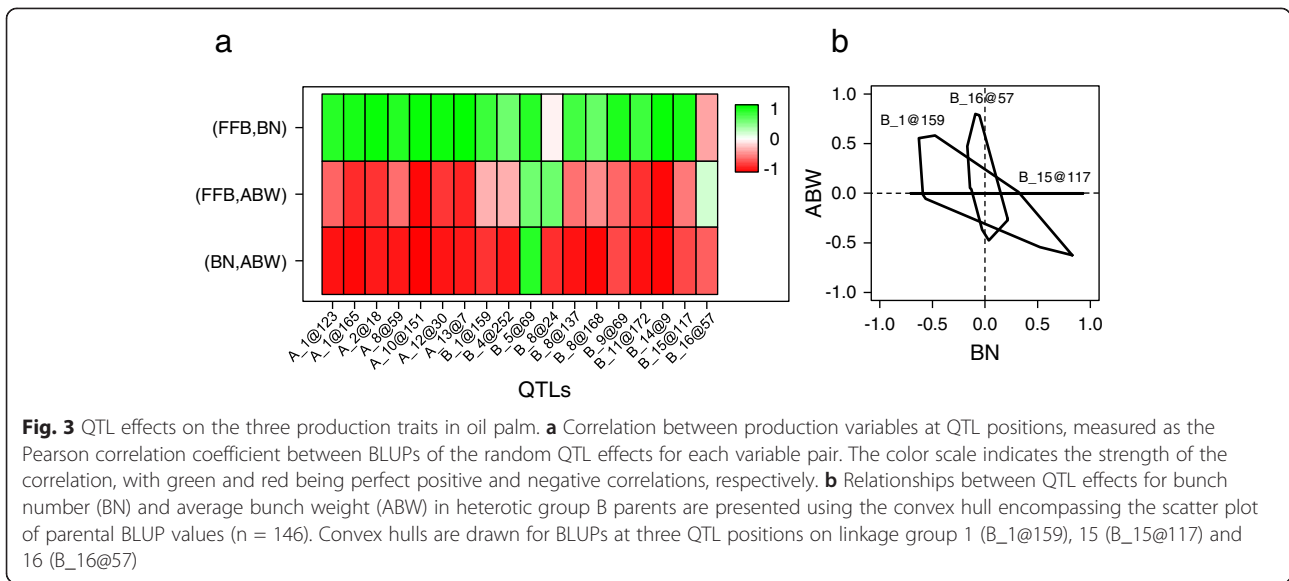 a
(FFB,BN)
(FFB,ABW)
(BN,ABW)
1
0
-1
A_1@123
A_1@165
A_2@18
A_8@59
A_10@151
A_12@30
A_13@7
B_1@159
B_4@252
B_5@69
B_8@24
B_8@137
B_8@168
B_9@69
B_11@172
B_14@9
B_15@117
B_16@57
QTLs
b
1.0
0.5
0.0
-0.5
-1.0
ABW
B_16@57
B_1@159
B_15@117
-1.0 -0.5 0.0 0.5 1.0
BN
Fig. 3 QTL effects on the three production traits in oil palm. a Correlation between production variables at QTL positions, measured as the
Pearson correlation coefficient between BLUPs of the random QTL effects for each variable pair. The color scale indicates the strength of the
correlation, with green and red being perfect positive and negative correlations, respectively. b Relationships between QTL effects for bunch
number (BN) and average bunch weight (ABW) in heterotic group B parents are presented using the convex hull encompassing the scatter plot
of parental BLUP values (n = 146). Convex hulls are drawn for BLUPs at three QTL positions on linkage group 1 (B_1@159), 15 (B_15@117) and
16 (B_16@57)